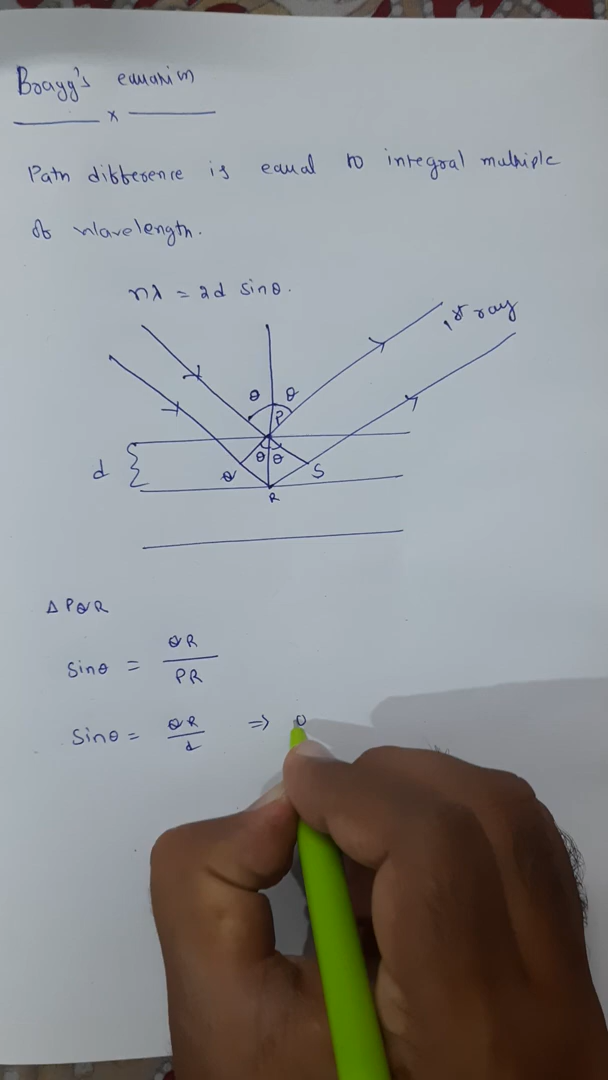 Bragg's equation
x
Path difference is equal to integral multiple
of wavelength.
nλ = 2d sinθ.
1st ray
θ θ
P
d
θ θ
Q S
R
Δ PQR
Sinθ = QR / PR
Sinθ = QR / d ⇒ Q